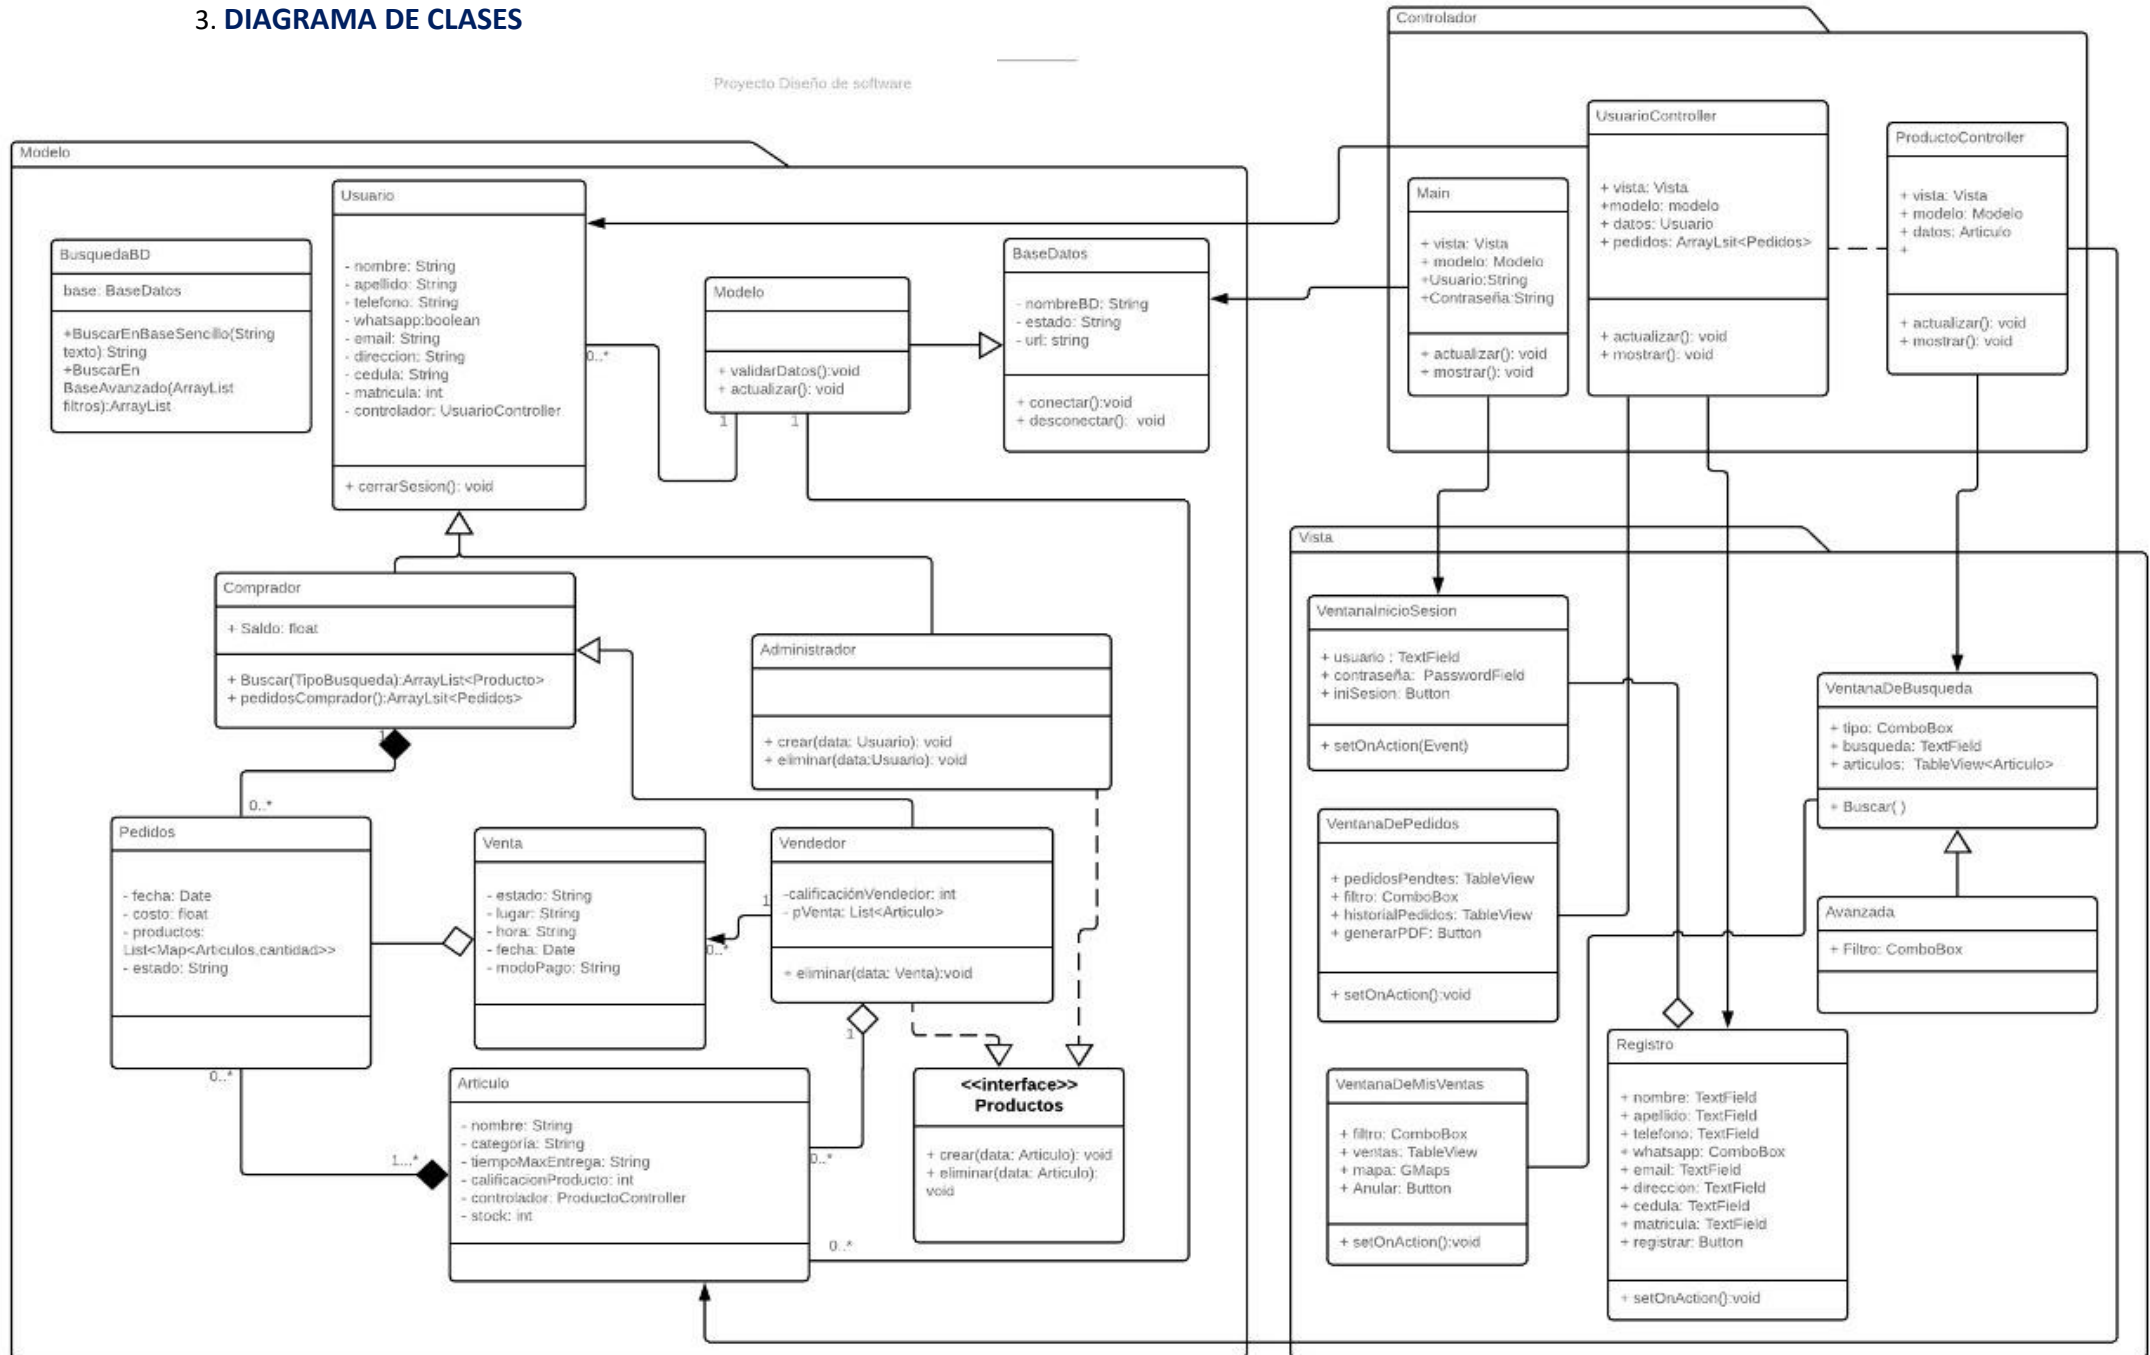 3. DIAGRAMA DE CLASES
Proyecto Diseño de software
Modelo
BusquedaBD
base: BaseDatos
+BuscarEnBaseSencillo(String
texto) String
+BuscarEn
BaseAvanzado(ArrayList
filtros):ArrayList
Usuario
- nombre: String
- apellido: String
- telefono: String
- whatsapp:boolean
- email: String
- direccion: String
- cedula: String
- matricula: int
- controlador: UsuarioController
+ cerrarSesion(): void
0..*
Modelo
+ validarDatos():void
+ actualizar(): void
1
1
BaseDatos
- nombreBD: String
- estado: String
- url: string
+ conectar():void
+ desconectar(): void
Comprador
+ Saldo: float
+ Buscar(TipoBusqueda):ArrayList<Producto>
+ pedidosComprador():ArrayLsit<Pedidos>
1
0..*
Administrador
+ crear(data: Usuario): void
+ eliminar(data:Usuario): void
Pedidos
- fecha: Date
- costo: float
- productos:
List<Map<Articulos,cantidad>>
- estado: String
0..*
Venta
- estado: String
- lugar: String
- hora: String
- fecha: Date
- modoPago: String
0..*
1
Vendedor
-calificaciónVendedor: int
- pVenta: List<Articulo>
+ eliminar(data: Venta):void
1
Articulo
- nombre: String
- categoría: String
- tiempoMaxEntrega: String
- calificacionProducto: int
- controlador: ProductoController
- stock: int
1...*
0..*
0..*
<<interface>>
Productos
+ crear(data: Articulo): void
+ eliminar(data: Articulo):
void
Controlador
Main
+ vista: Vista
+ modelo: Modelo
+Usuario:String
+Contraseña:String
+ actualizar(): void
+ mostrar(): void
UsuarioController
+ vista: Vista
+modelo: modelo
+ datos: Usuario
+ pedidos: ArrayLsit<Pedidos>
+ actualizar(): void
+ mostrar(): void
ProductoController
+ vista: Vista
+ modelo: Modelo
+ datos: Articulo
+
+ actualizar(): void
+ mostrar(): void
Vista
VentanaInicioSesion
+ usuario : TextField
+ contraseña: PasswordField
+ iniSesion: Button
+ setOnAction(Event)
VentanaDeBusqueda
+ tipo: ComboBox
+ busqueda: TextField
+ articulos: TableView<Articulo>
+ Buscar( )
VentanaDePedidos
+ pedidosPendtes: TableView
+ filtro: ComboBox
+ historialPedidos: TableView
+ generarPDF: Button
+ setOnAction():void
Avanzada
+ Filtro: ComboBox
VentanaDeMisVentas
+ filtro: ComboBox
+ ventas: TableView
+ mapa: GMaps
+ Anular: Button
+ setOnAction():void
Registro
+ nombre: TextField
+ apellido: TextField
+ telefono: TextField
+ whatsapp: ComboBox
+ email: TextField
+ direccion: TextField
+ cedula: TextField
+ matricula: TextField
+ registrar: Button
+ setOnAction():void